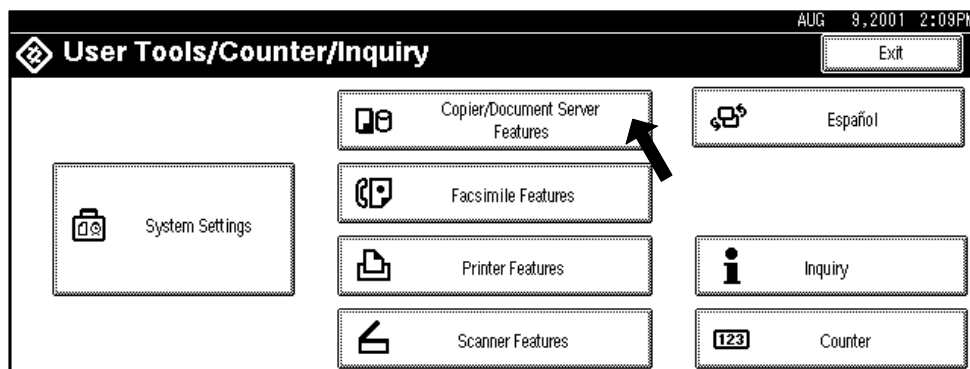 AUG 9,2001 2:09PM
User Tools/Counter/Inquiry
Exit
Copier/Document Server
Features
Español
Facsimile Features
System Settings
Printer Features
Inquiry
Scanner Features
123
Counter